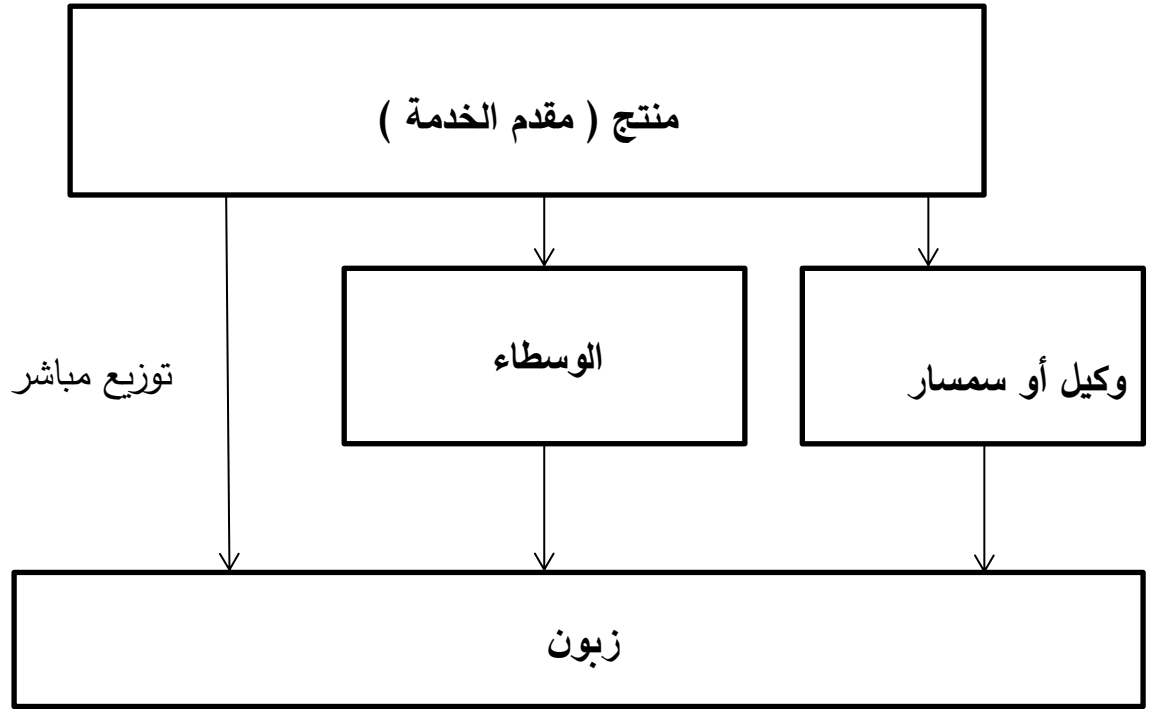 منتج ( مقدم الخدمة )
وكيل أو سمسار
الوسطاء
توزيع مباشر
زبون